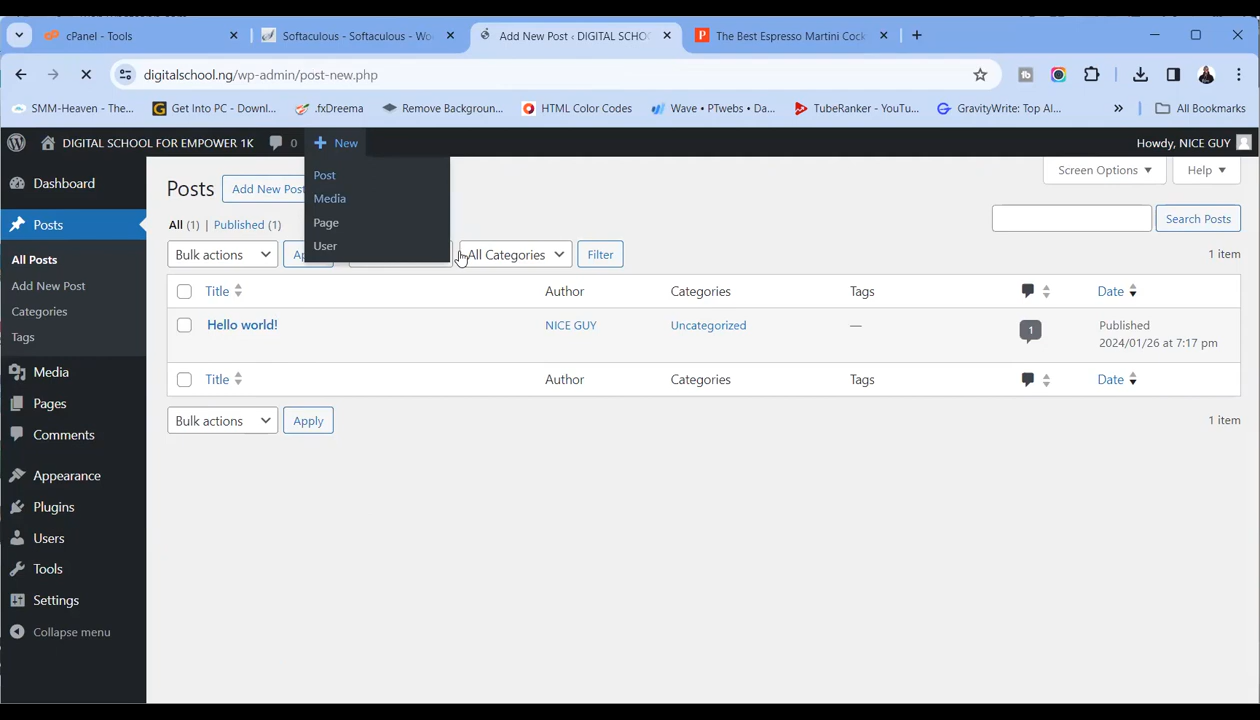 cPanel - Tools
Softaculous - Softaculous - Wo
Add New Post ‹ DIGITAL SCHO
The Best Espresso Martini Cock
digitalschool.ng/wp-admin/post-new.php
SMM-Heaven - The...
Get Into PC - Downl...
.fxDreema
Remove Backgroun...
HTML Color Codes
Wave • PTwebs • Da...
TubeRanker - YouTu...
GravityWrite: Top AI...
»
All Bookmarks
DIGITAL SCHOOL FOR EMPOWER 1K
0
+ New
Howdy, NICE GUY
Post
Media
Page
User
Dashboard
Posts
All Posts
Add New Post
Categories
Tags
Media
Pages
Comments
Appearance
Plugins
Users
Tools
Settings
Collapse menu
Posts
Add New Post
Screen Options
Help
All (1) | Published (1)
Search Posts
Bulk actions
All Categories
Filter
1 item
Title
Author
Categories
Tags
Date
Hello world!
NICE GUY
Uncategorized
—
1
Published
2024/01/26 at 7:17 pm
Title
Author
Categories
Tags
Date
Bulk actions
Apply
1 item